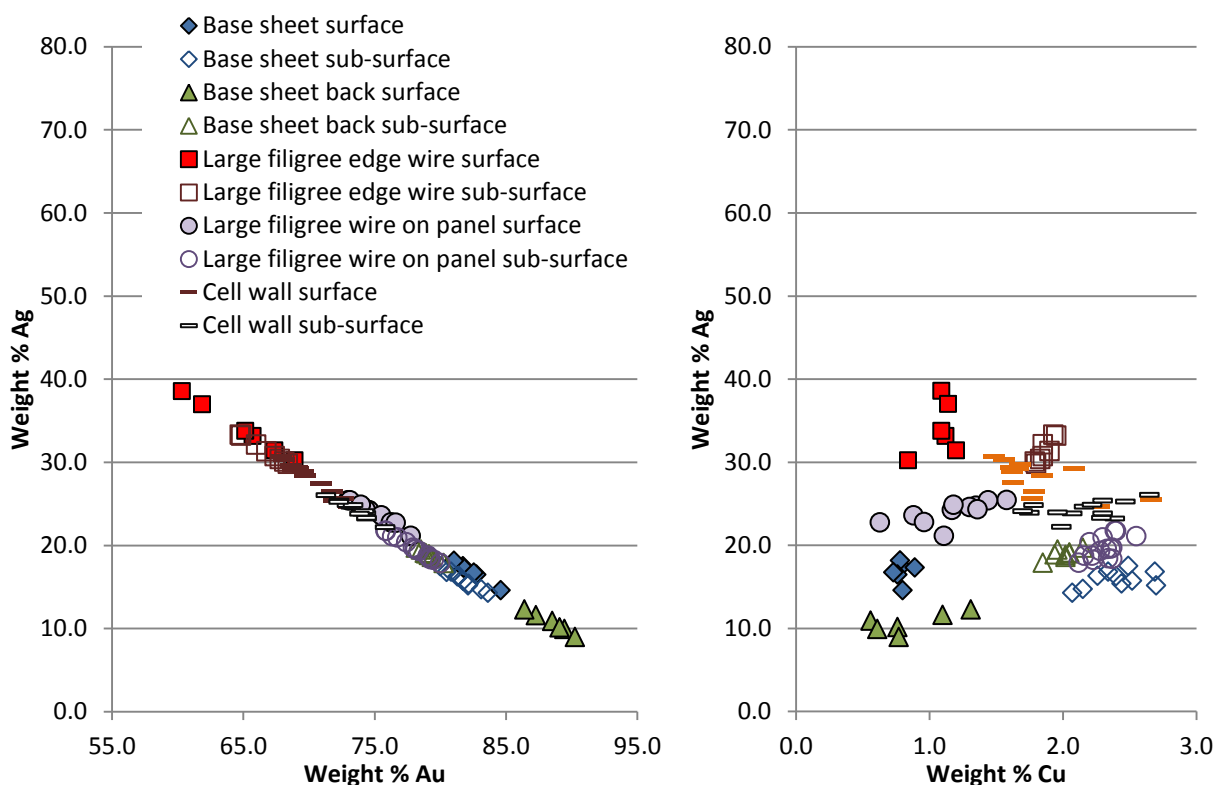 Base sheet surface
Base sheet sub-surface
Base sheet back surface
Base sheet back sub-surface
Large filigree edge wire surface
Large filigree edge wire sub-surface
Large filigree wire on panel surface
Large filigree wire on panel sub-surface
Cell wall surface
Cell wall sub-surface
80.0
70.0
60.0
50.0
40.0
30.0
20.0
10.0
0.0
Weight % Ag
55.0 65.0 75.0 85.0 95.0
Weight % Au
80.0
70.0
60.0
50.0
40.0
30.0
20.0
10.0
0.0
Weight % Ag
0.0 1.0 2.0 3.0
Weight % Cu